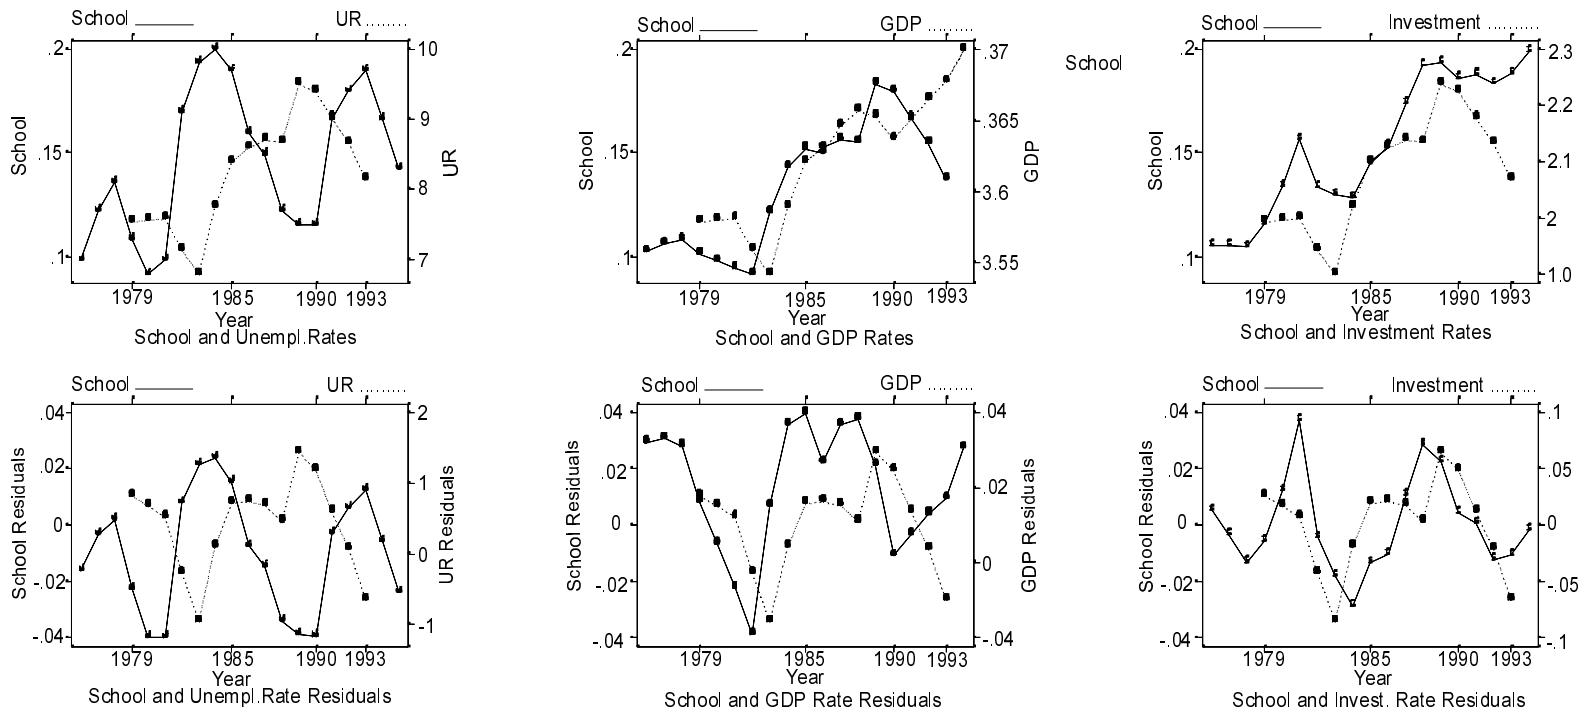 School UR
.2 10
.15 9
.1 8
7
School
UR
1979 1985 1990 1993
Year
School and Unempl.Rates
School GDP
.2 .37
.15 .365
.1 3.6
3.55
School
GDP
1979 1985 1990 1993
Year
School and GDP Rates
School
School Investment
.2 2.3
.15 2.2
.1 2.1
2
1.0
School
1979 1985 1990 1993
Year
School and Investment Rates
School UR
.04 2
.02 1
0 0
-.02 -1
-.04
School Residuals
UR Residuals
1979 1985 1990 1993
Year
School and Unempl.Rate Residuals
School GDP
.04 .04
.02 .02
0 0
-.02 -.04
-.04
School Residuals
GDP Residuals
1979 1985 1990 1993
Year
School and GDP Rate Residuals
School Investment
.04 .1
.02 .05
0 0
-.02 -.05
-.04 -.1
School Residuals
1979 1985 1990 1993
Year
School and Invest. Rate Residuals